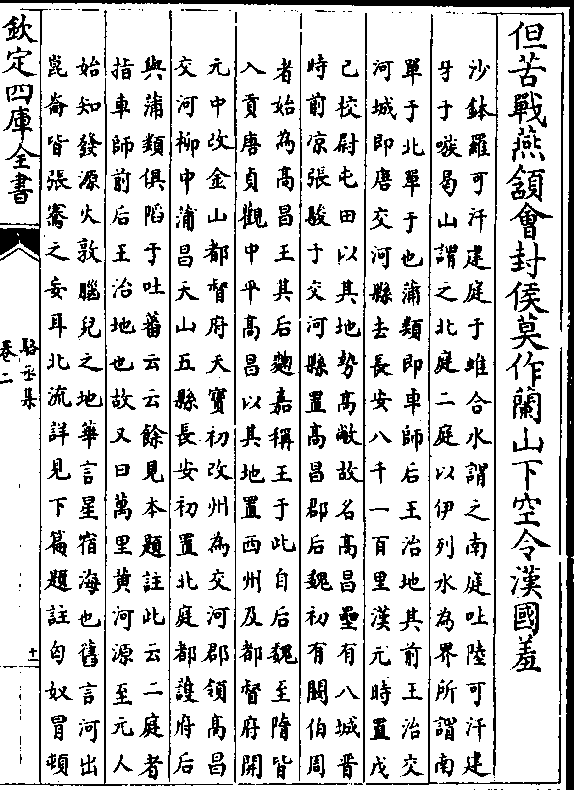 但苦戰燕頷會封侯莫作蘭山下空令漢國羞
沙鉢羅可汗建庭于雖合水謂之南庭吐陸可汗建
牙于嗾曷山謂之北庭二庭以伊列水為界所謂南
單于北單于也蒲類即車師后王治地其前王治交
河城即唐交河縣去長安八千一百里漢元時置戊
己校尉屯田以其地勢高敞故名高昌壘有八城晉
時前凉張駿于交河縣置高昌郡后魏初有闞伯周
者始為高昌王其后麴嘉稱王于此自后魏至隋皆
入貢唐貞觀中平高昌以其地置西州及都督府開
元中改金山都督府天寶初改州為交河郡領高昌
交河柳中蒲昌天山五縣長安初置北庭都護府后
與蒲類俱陷于吐蕃云云餘見本題註此云二庭者
指車師前后王治地也故又曰萬里黄河源至元人
始知發源火敦腦兒之地華言星宿海也舊言河出
崑崙皆張騫之妄耳北流詳見下篇題註匈奴冒頓
欽定四庫全書
駱丞集
卷二